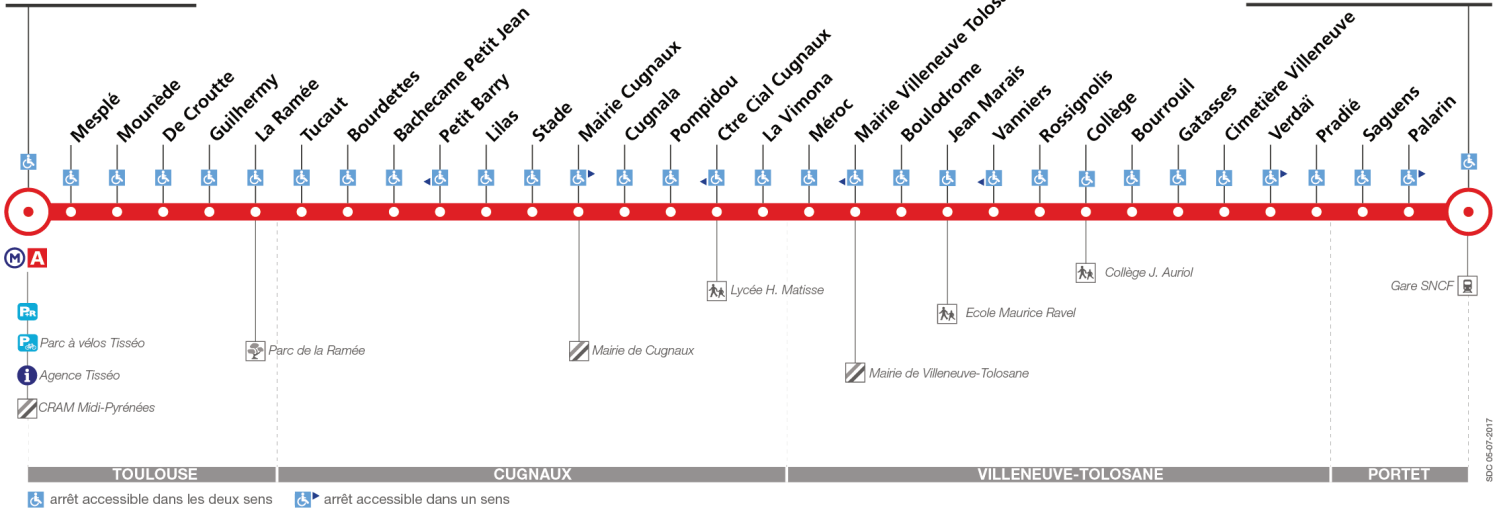 Mesplé
Mounède
De Croutte
Guilhermy
La Ramée
Tucaut
Bourdettes
Bachecame Petit Jean
Petit Barry
Lilas
Stade
Mairie Cugnaux
Cugnala
Pompidou
Ctre Cial Cugnaux
La Vimona
Méroc
Mairie Villeneuve
Boulodrome
Jean Marais
Vanniers
Rossignolis
Collège
Bourrouil
Gatasses
Cimetière Villeneuve
Verdaï
Pradié
Saguens
Palarin
M A
P+R
Parc à vélos Tisséo
i Agence Tisséo
CRAM Midi-Pyrénées
Parc de la Ramée
Mairie de Cugnaux
Lycée H. Matisse
Mairie de Villeneuve-Tolosane
Ecole Maurice Ravel
Collège J. Auriol
Gare SNCF
TOULOUSE
CUGNAUX
VILLENEUVE-TOLOSANE
PORTET
arrêt accessible dans les deux sens
arrêt accessible dans un sens
SDC 05-07-2017